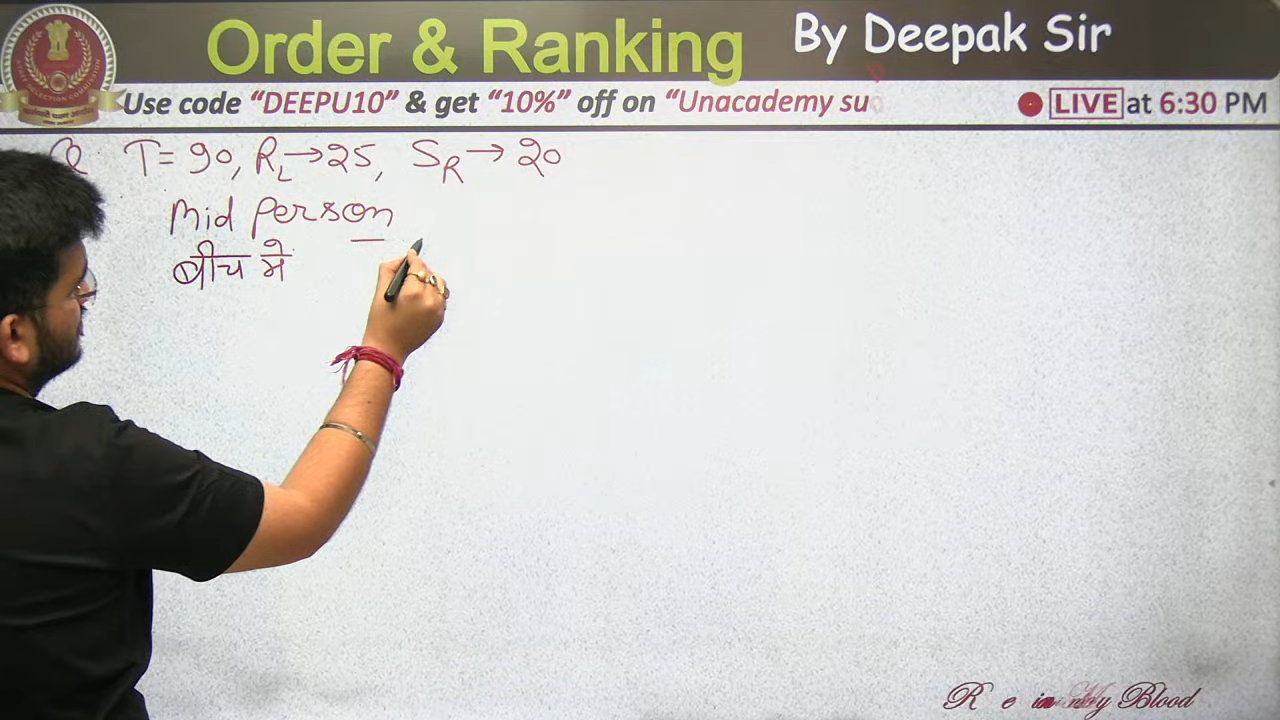 Order & Ranking
By Deepak Sir
Use code “DEEPU10” & get “10%” off on “Unacademy su
LIVE at 6:30 PM
Q. T= 90, RL→25, SR→20
Mid Person
बीच में
Blood